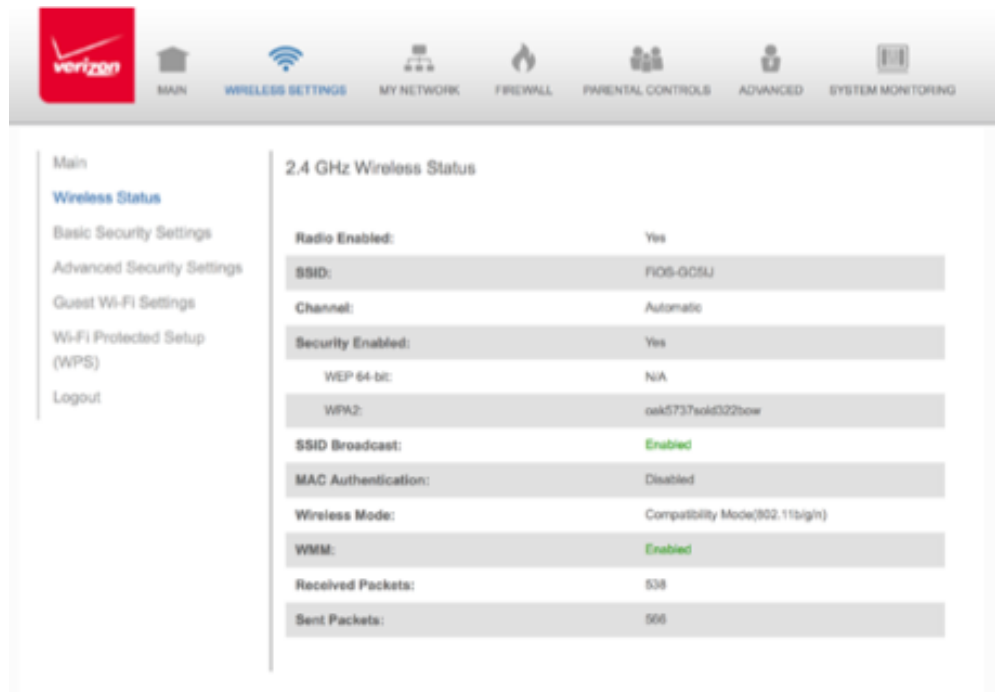 verizon
MAIN
WIRELESS SETTINGS
MY NETWORK
FIREWALL
PARENTAL CONTROLS
ADVANCED
SYSTEM MONITORING
Main
Wireless Status
Basic Security Settings
Advanced Security Settings
Guest Wi-Fi Settings
Wi-Fi Protected Setup
(WPS)
Logout
2.4 GHz Wireless Status
Radio Enabled: Yes
SSID: FiOS-GC5IJ
Channel: Automatic
Security Enabled: Yes
WEP 64-bit: N/A
WPA2: oak5737sold322bow
SSID Broadcast: Enabled
MAC Authentication: Disabled
Wireless Mode: Compatibility Mode(802.11b/g/n)
WMM: Enabled
Received Packets: 538
Sent Packets: 566